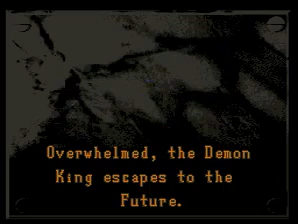 Overwhelmed, the Demon
King escapes to the
Future.